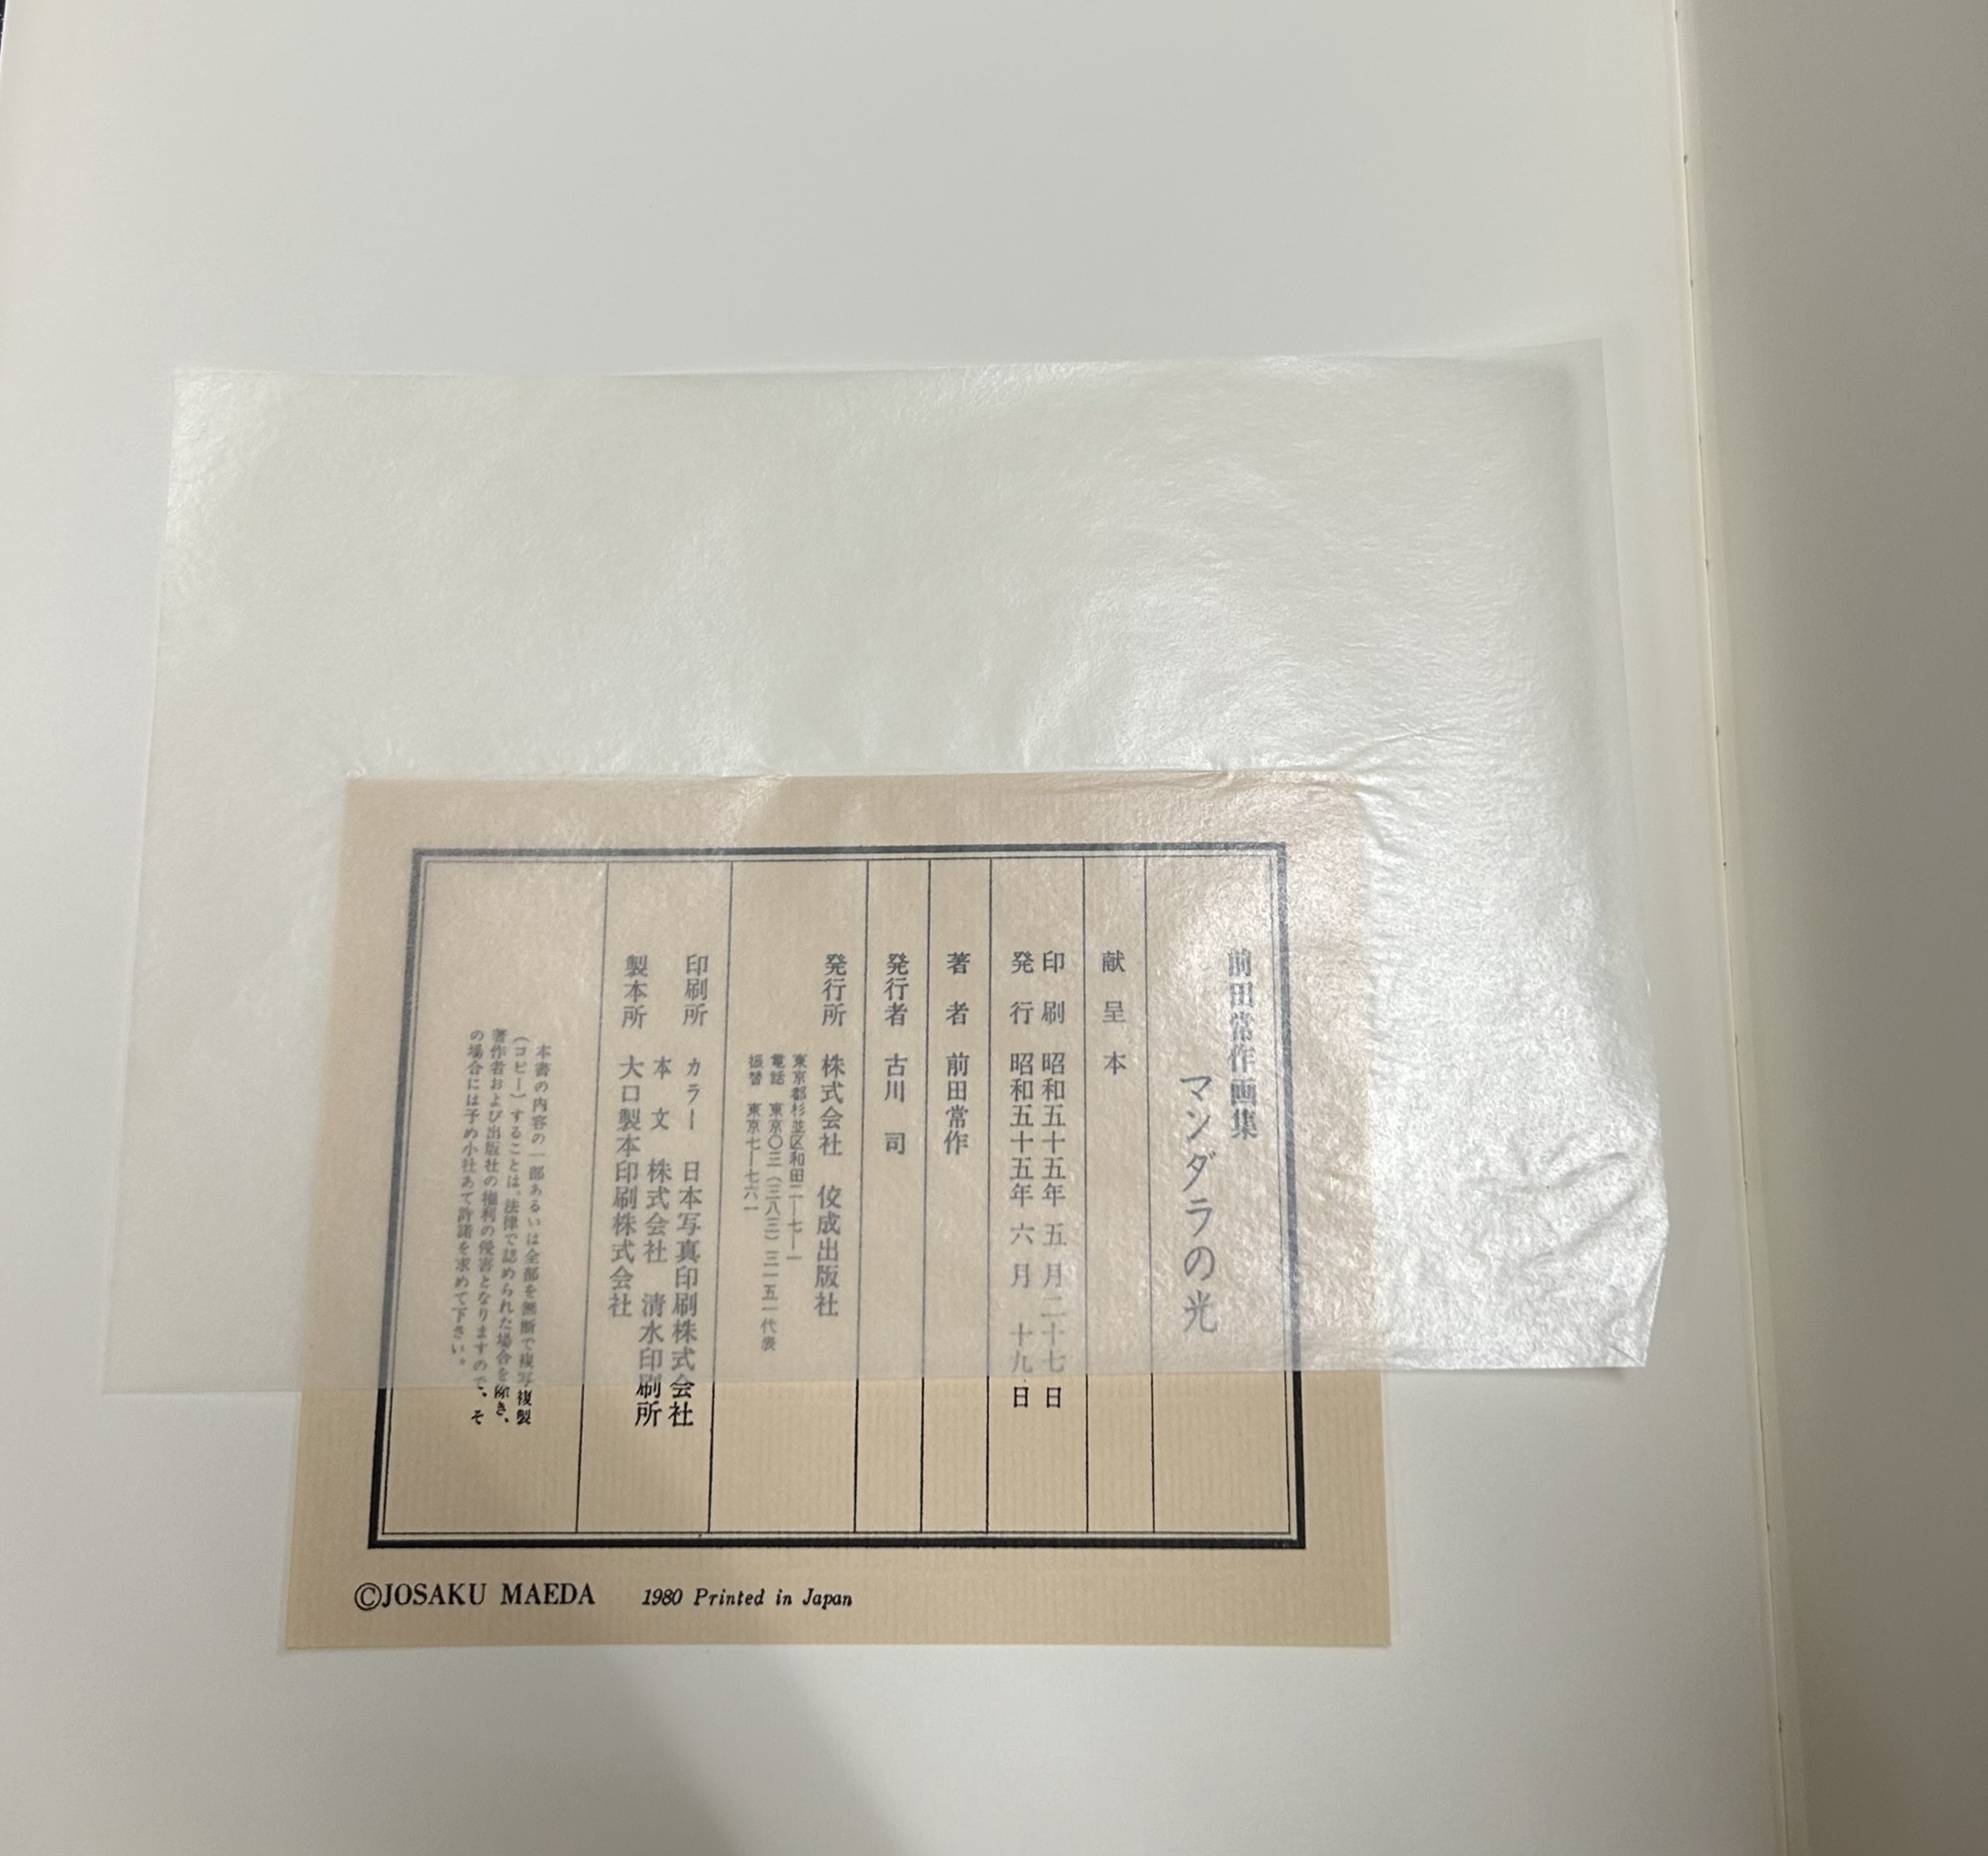 前田常作画集
マンダラの光
献呈本
印刷 昭和五十五年 五月二十七日
発行 昭和五十五年 六月 十九日
著者 前田常作
発行者 古川 司
発行所 株式会社 佼成出版社
東京都杉並区和田二―七―一
電話 東京〇三(三八三)三一五一代表
振替 東京七―七六一
印刷所 カラー 日本写真印刷株式会社
本文 株式会社 清水印刷所
製本所 大口製本印刷株式会社
本書の内容の一部あるいは全部を無断で複写複製
(コピー)することは、法律で認められた場合を除き、
著作者および出版社の権利の侵害となりますので、そ
の場合には予め小社あて許諾を求めて下さい。
©JOSAKU MAEDA 1980 Printed in Japan